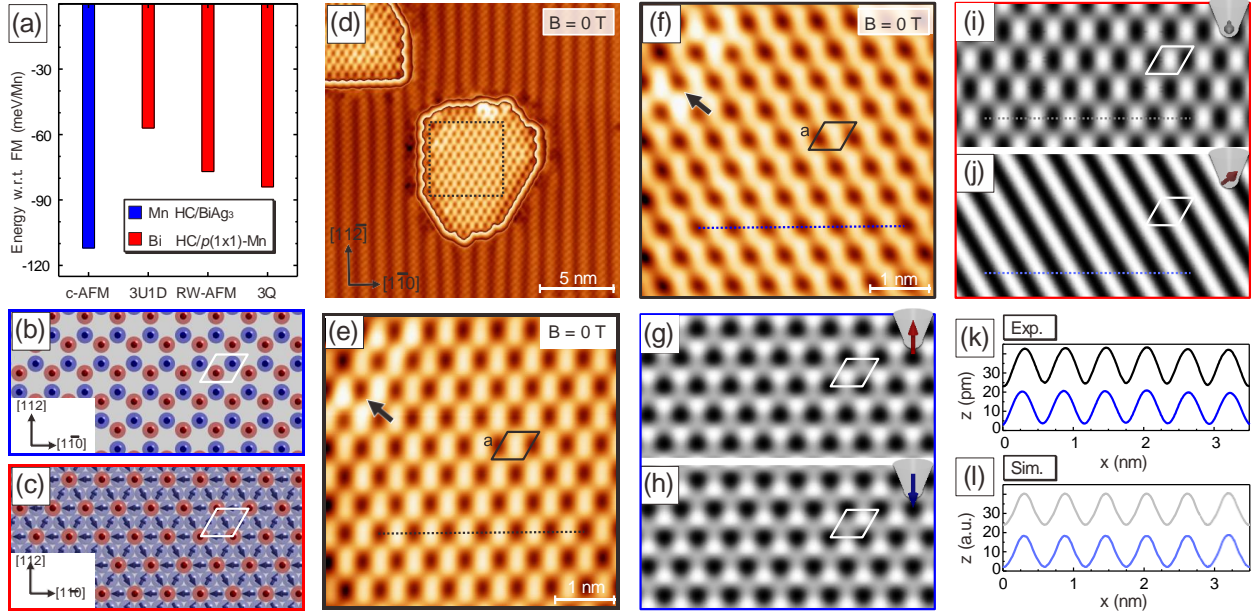 (a)
Energy w.r.t. FM (meV/Mn)
-30
-60
-90
-120
Mn HC/BiAg₃
Bi HC/p(1x1)-Mn
c-AFM 3U1D RW-AFM 3Q
(b)
[112]
[11̅0]
(c)
[112]
[110]
(d)
B = 0 T
[112̅]
[11̅0]
5 nm
(e)
B = 0 T
a
1 nm
(f)
B = 0 T
a
1 nm
(g)
(h)
(i)
(j)
(k)
Exp.
z (pm)
30
20
10
0
0 1 2 3
x (nm)
(l)
Sim.
z (a.u.)
30
20
10
0
0 1 2 3
x (nm)